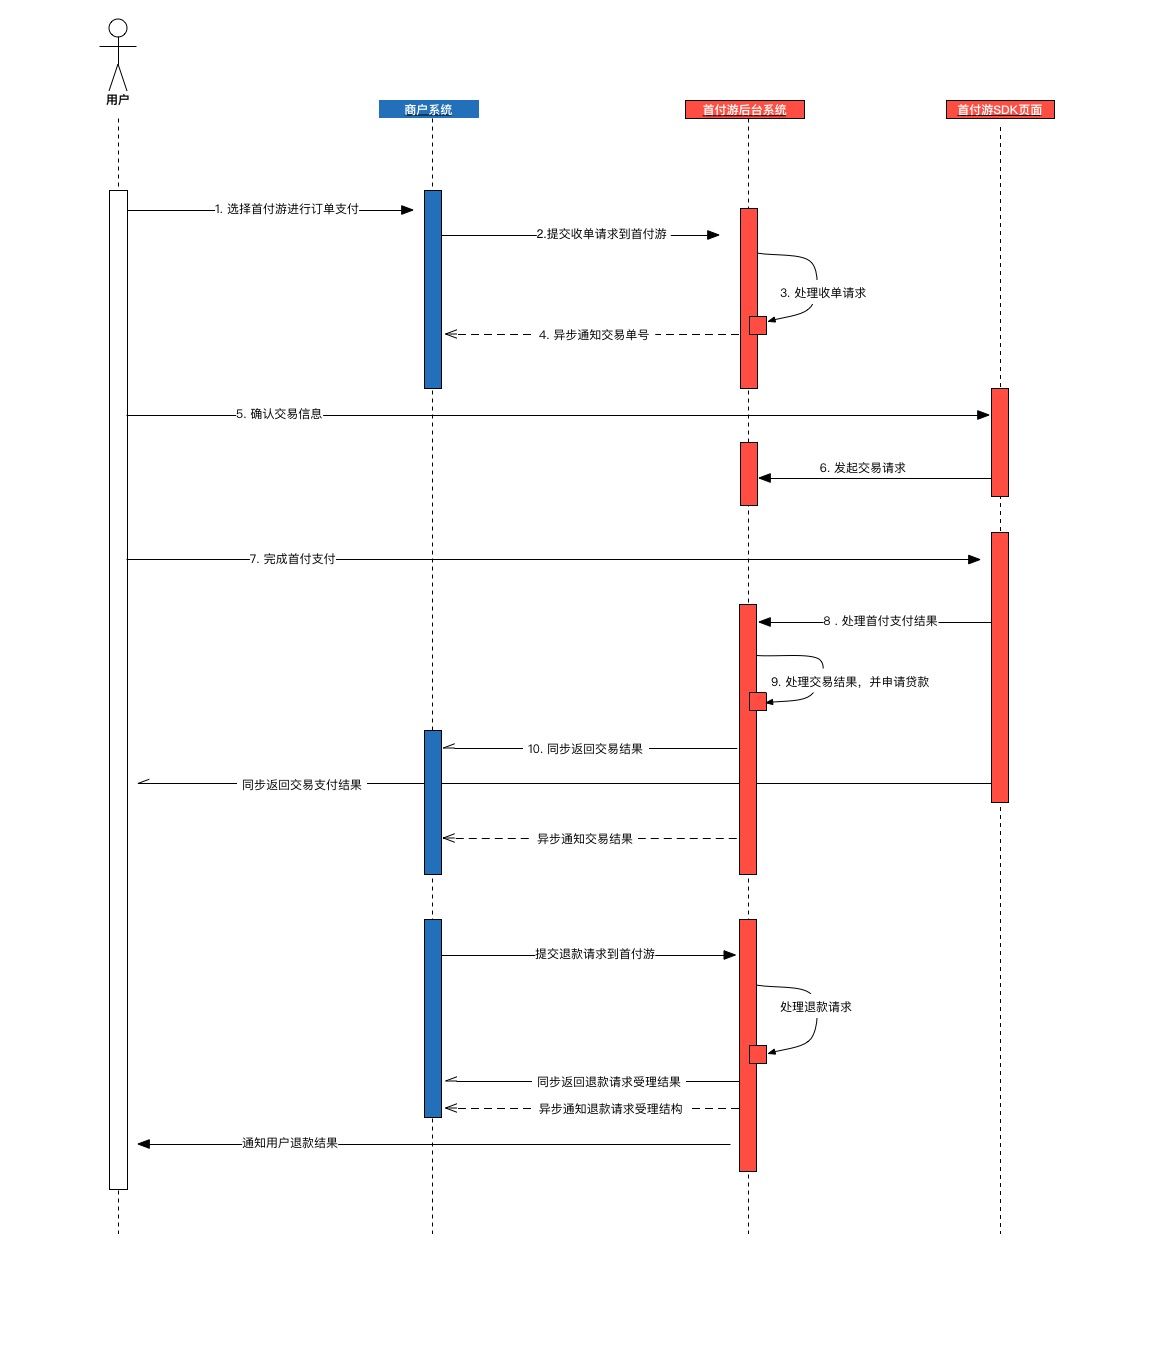 用户
商户系统
首付游后台系统
首付游SDK页面
1. 选择首付游进行订单支付
2.提交收单请求到首付游
3. 处理收单请求
4. 异步通知交易单号
5. 确认交易信息
6. 发起交易请求
7. 完成首付支付
8 . 处理首付支付结果
9. 处理交易结果，并申请贷款
10. 同步返回交易结果
同步返回交易支付结果
异步通知交易结果
提交退款请求到首付游
处理退款请求
同步返回退款请求受理结果
异步通知退款请求受理结构
通知用户退款结果